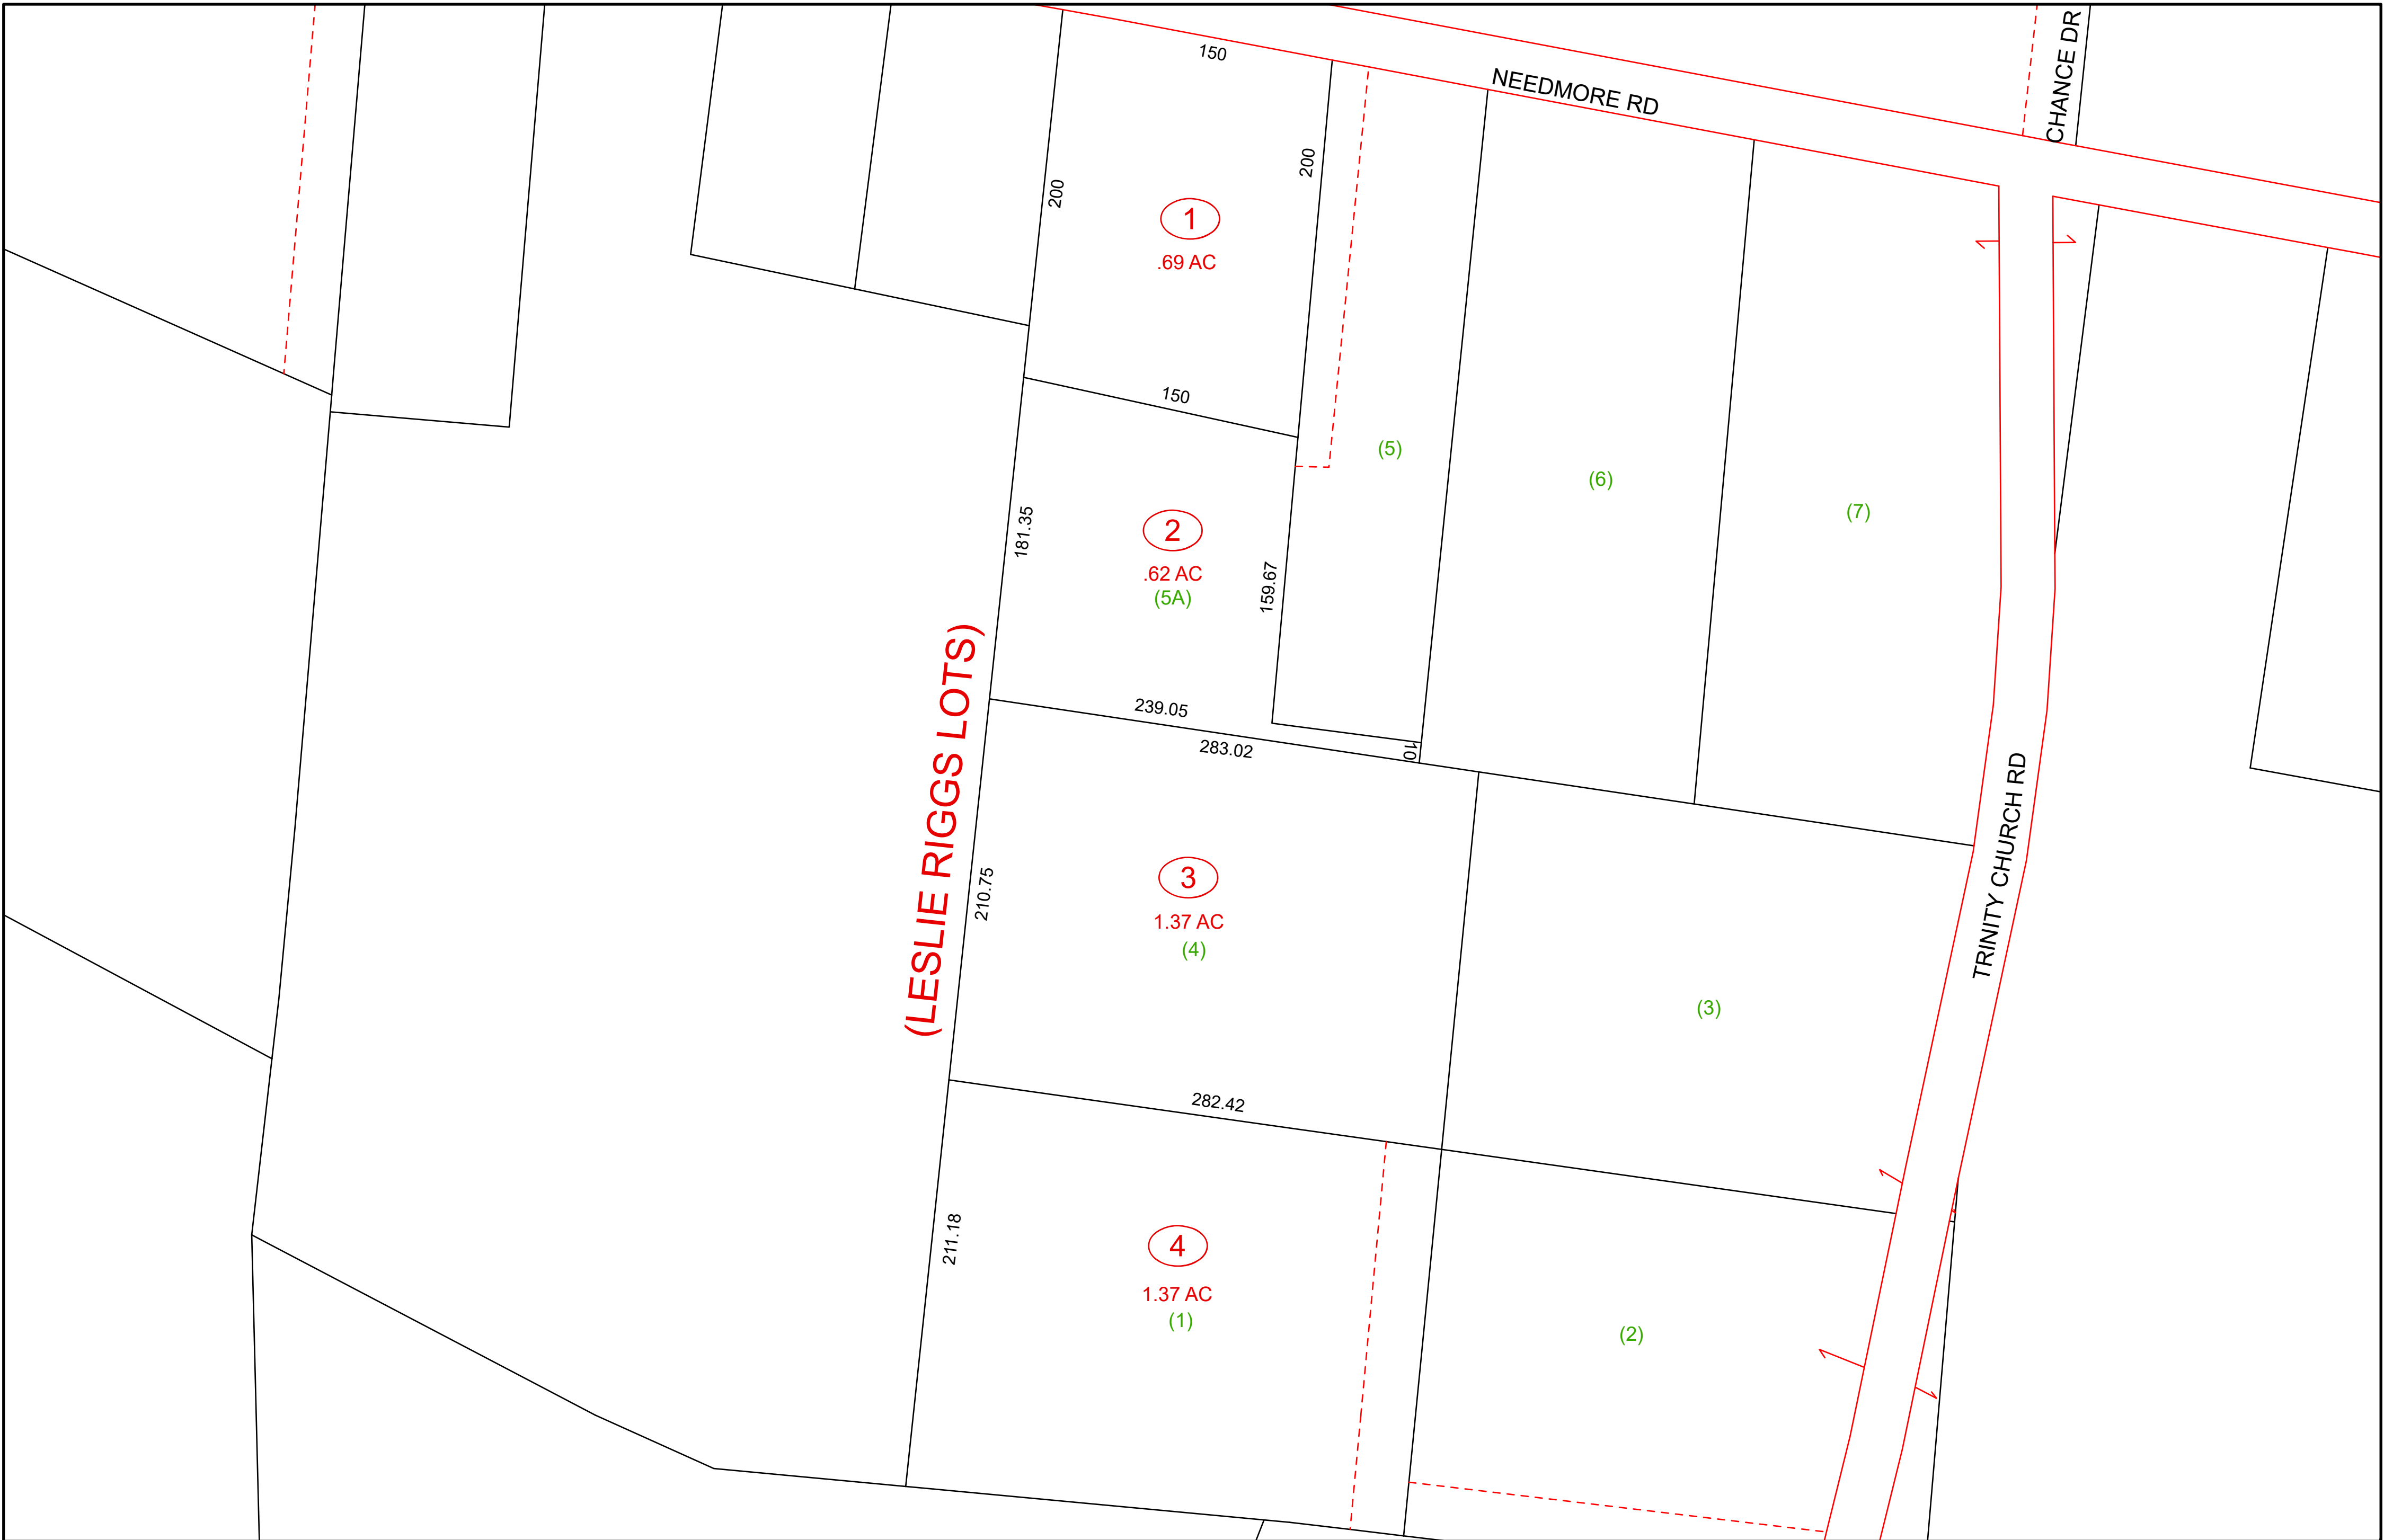 150
NEEDMORE RD
CHANCE DR
200
200
1
.69 AC
150
(5)
(6)
(7)
181.35
2
.62 AC
(5A)
159.67
(LESLIE RIGGS LOTS)
239.05
283.02
10
TRINITY CHURCH RD
210.75
3
1.37 AC
(4)
(3)
282.42
211.18
4
1.37 AC
(1)
(2)